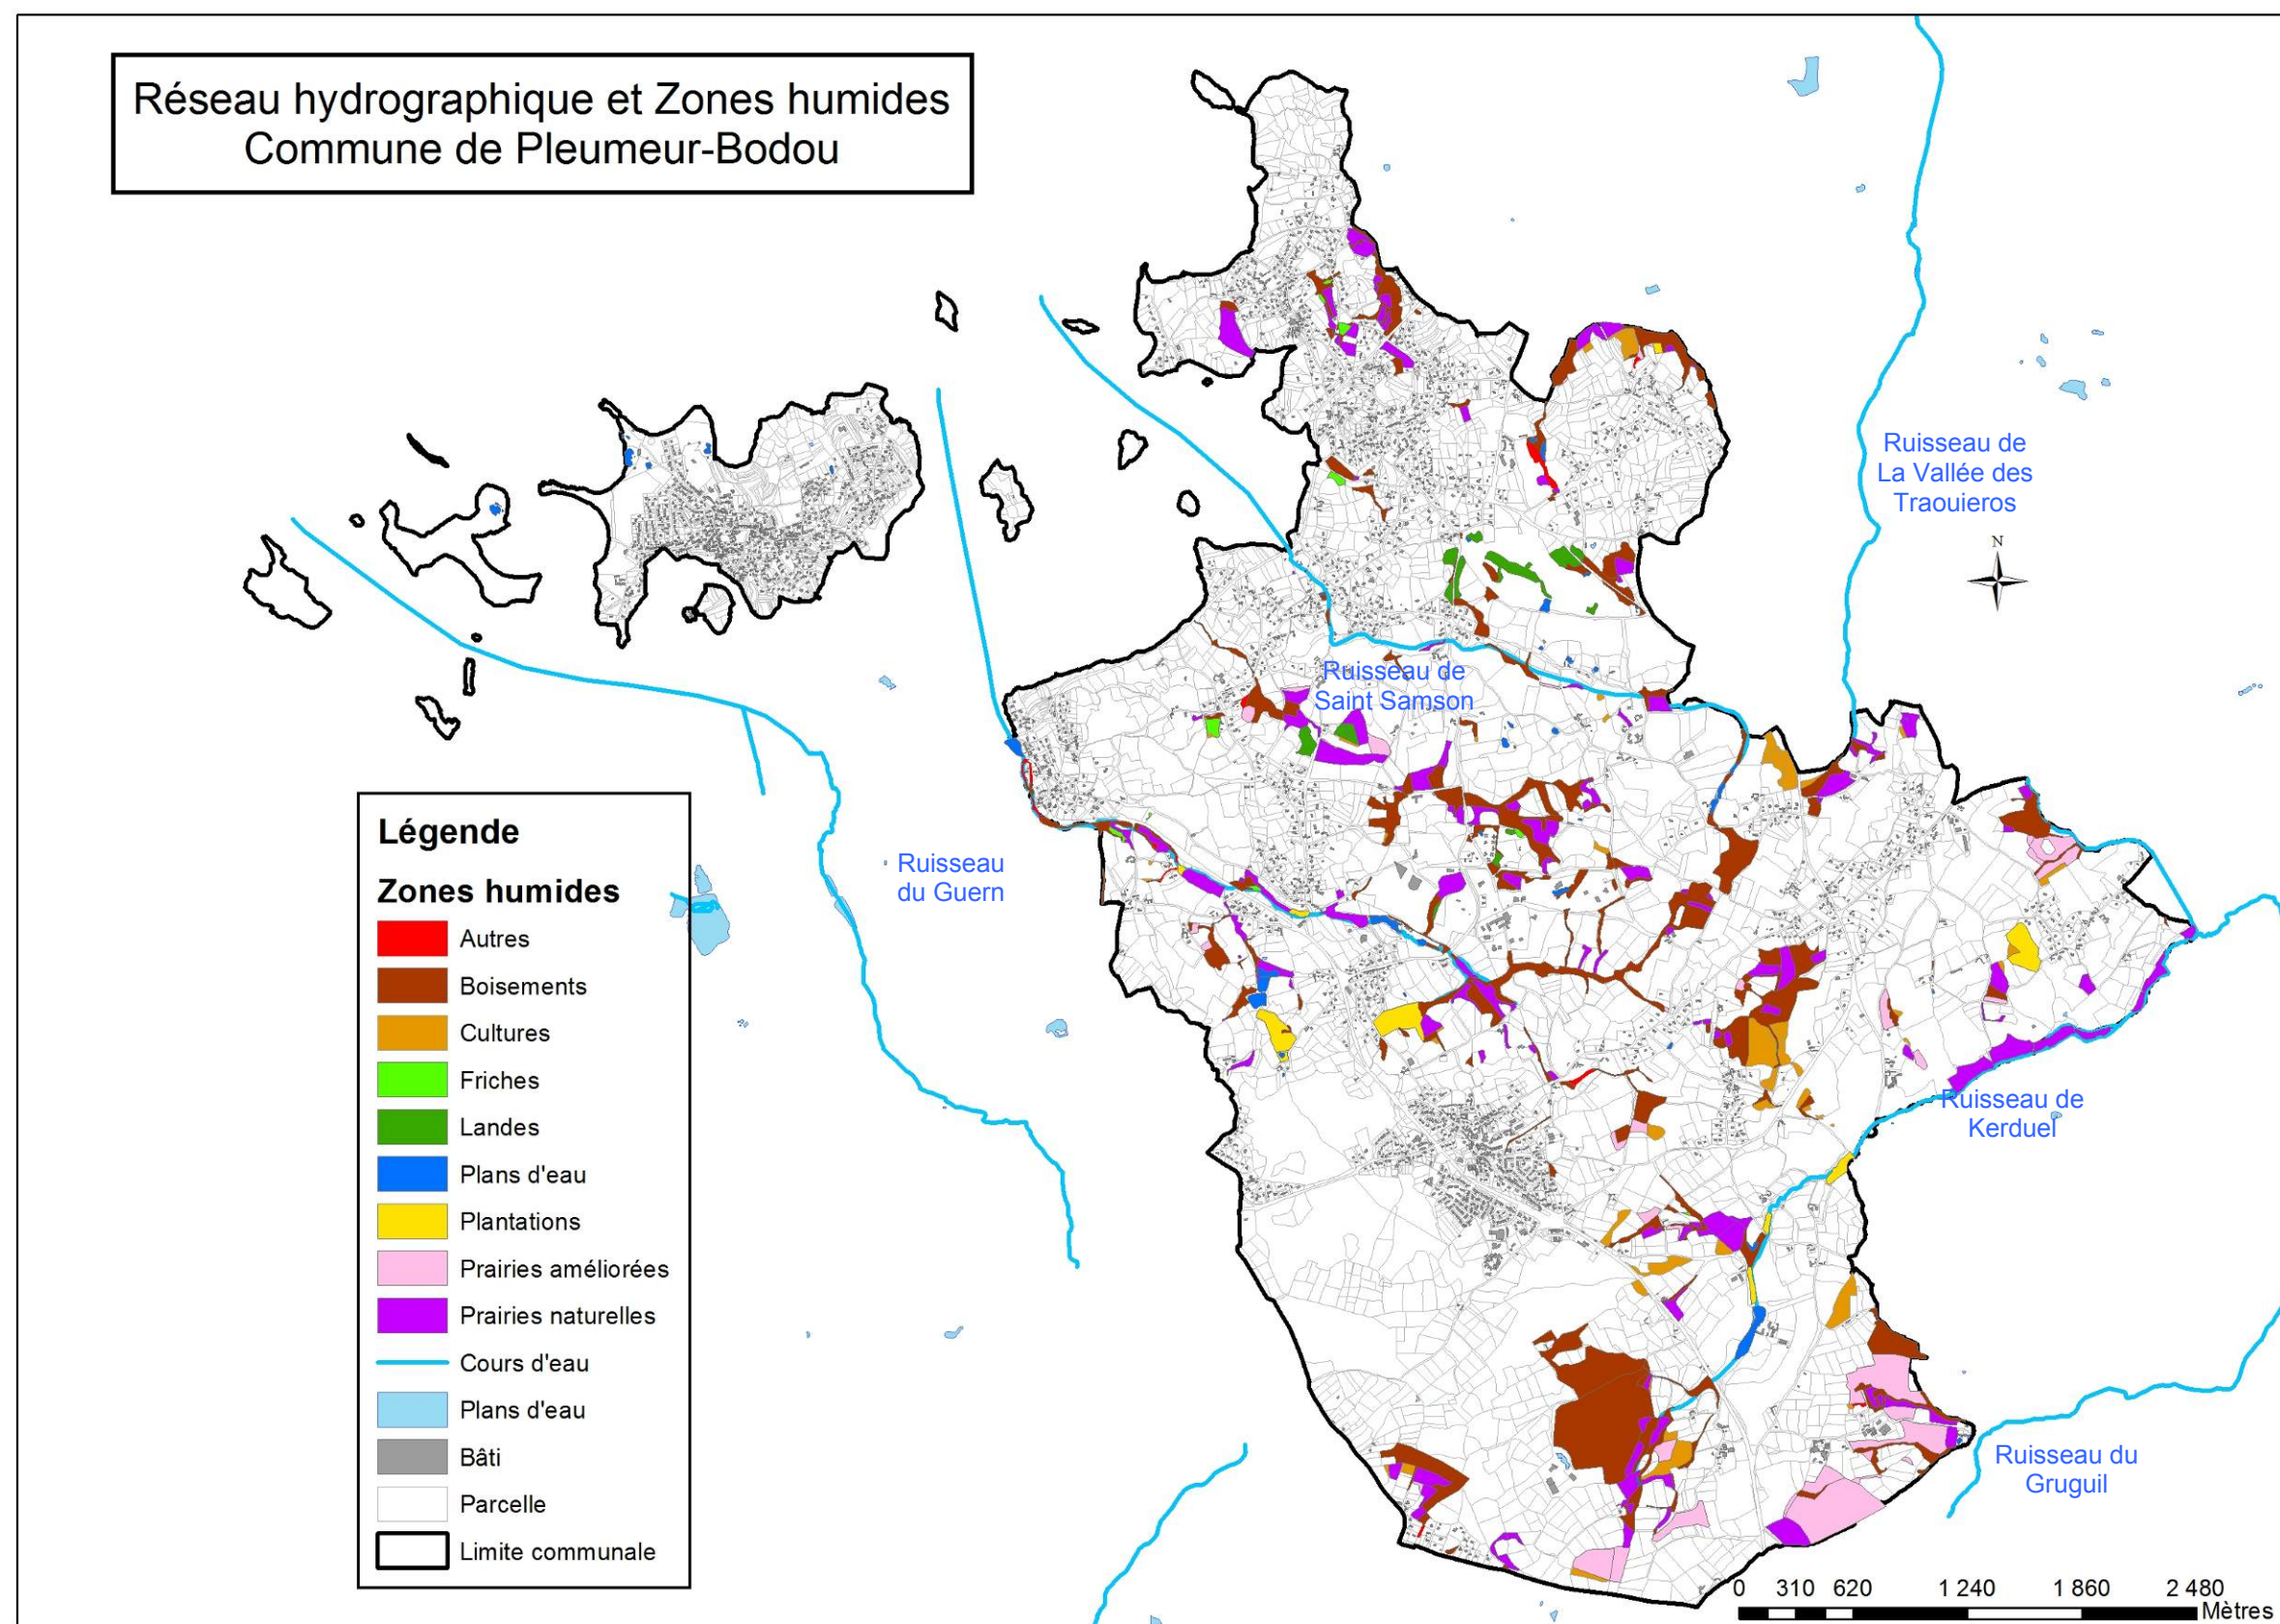 Réseau hydrographique et Zones humides
Commune de Pleumeur-Bodou
Ruisseau de
La Vallée des
Traouieros
N
Ruisseau de
Saint Samson
Ruisseau
du Guern
Ruisseau de
Kerduel
Ruisseau du
Gruguil
Légende
Zones humides
Autres
Boisements
Cultures
Friches
Landes
Plans d'eau
Plantations
Prairies améliorées
Prairies naturelles
Cours d'eau
Plans d'eau
Bâti
Parcelle
Limite communale
0 310 620 1 240 1 860 2 480
Mètres